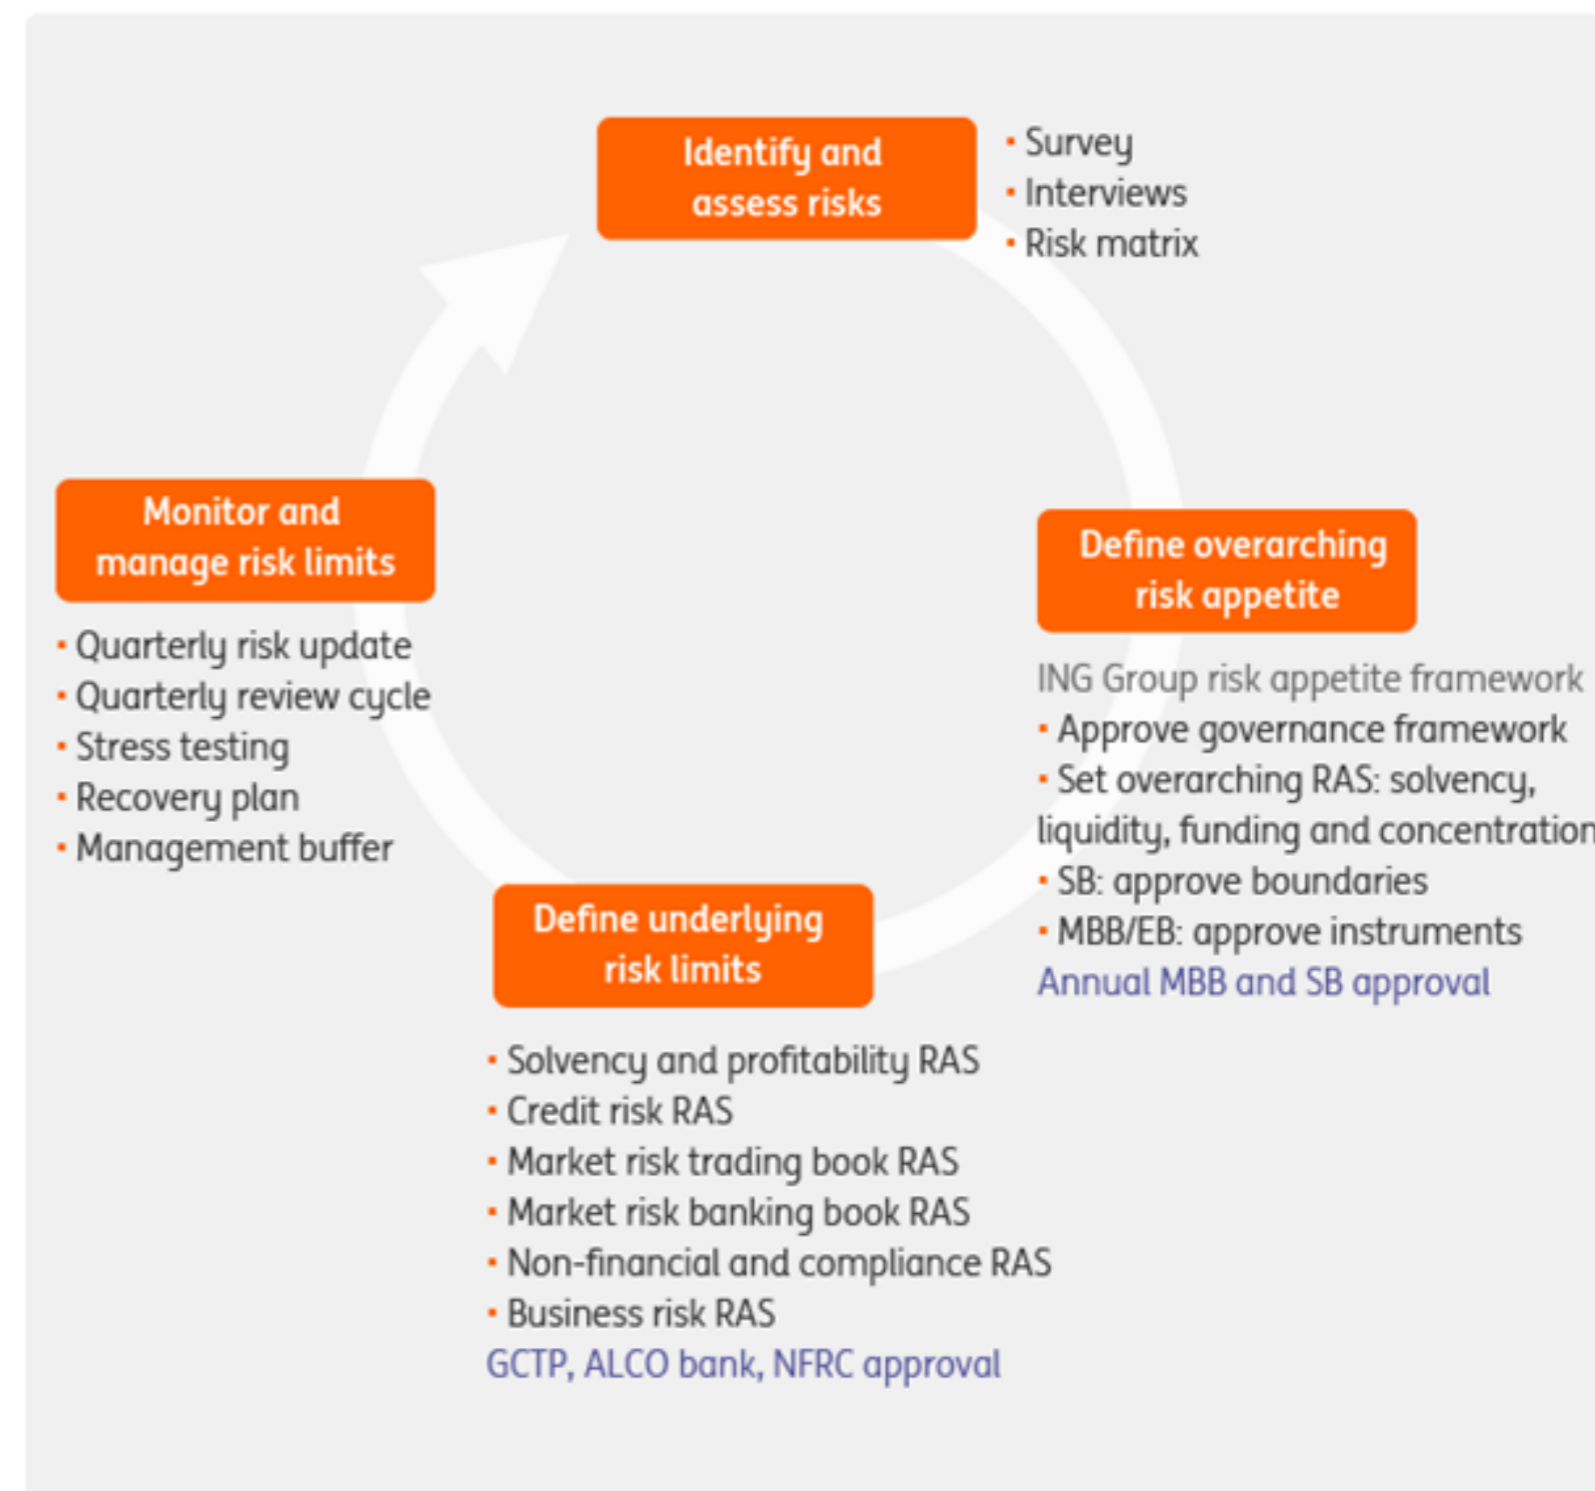 Identify and
assess risks
• Survey
• Interviews
• Risk matrix
Define overarching
risk appetite
ING Group risk appetite framework
• Approve governance framework
• Set overarching RAS: solvency,
liquidity, funding and concentration
• SB: approve boundaries
• MBB/EB: approve instruments
Annual MBB and SB approval
Define underlying
risk limits
• Solvency and profitability RAS
• Credit risk RAS
• Market risk trading book RAS
• Market risk banking book RAS
• Non-financial and compliance RAS
• Business risk RAS
GCTP, ALCO bank, NFRC approval
Monitor and
manage risk limits
• Quarterly risk update
• Quarterly review cycle
• Stress testing
• Recovery plan
• Management buffer